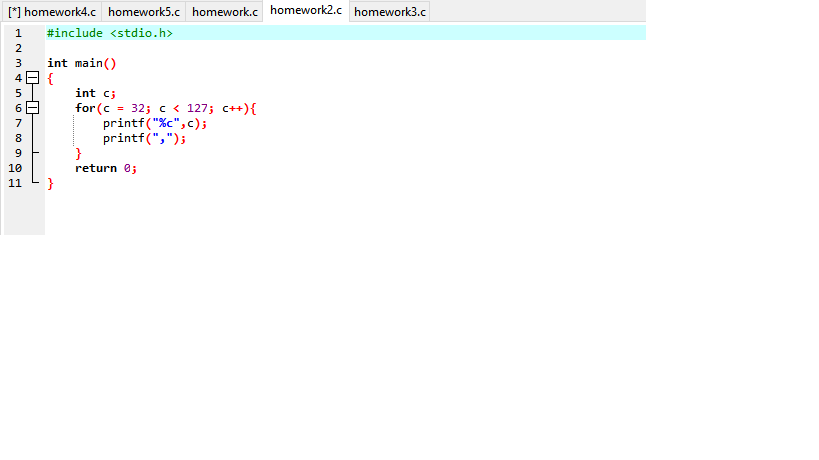 [*] homework4.c homework5.c homework.c homework2.c homework3.c
1 #include <stdio.h>
2
3 int main()
4 {
5 int c;
6 for(c = 32; c < 127; c++){
7 printf("%c",c);
8 printf(",");
9 }
10 return 0;
11 }